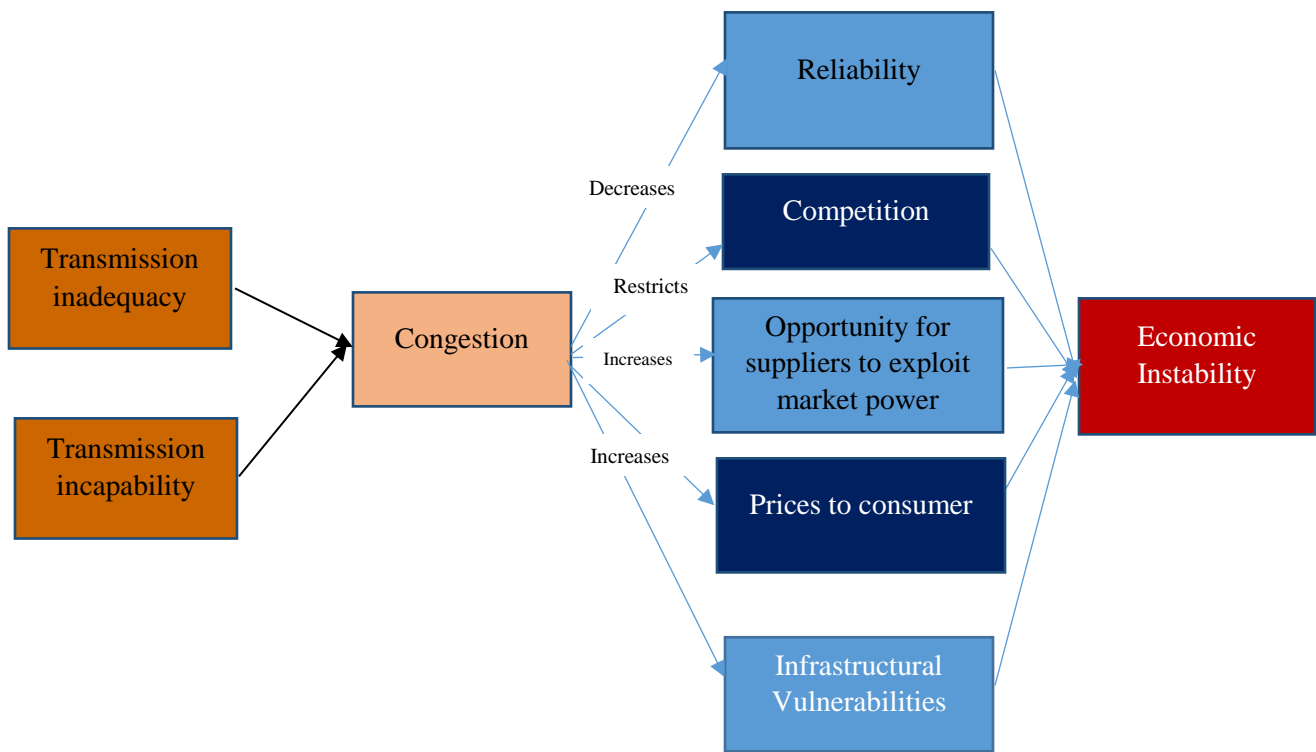 Transmission
inadequacy
Transmission
incapability
Congestion
Decreases
Restricts
Increases
Increases
Reliability
Competition
Opportunity for
suppliers to exploit
market power
Prices to consumer
Infrastructural
Vulnerabilities
Economic
Instability